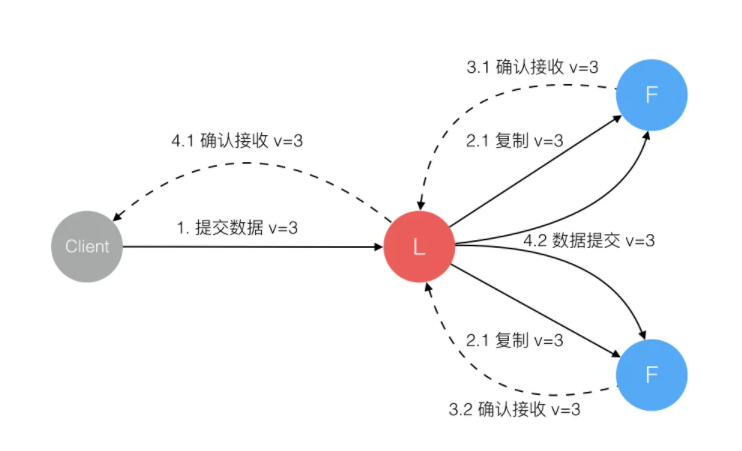 3.1 确认接收 v=3
F
2.1 复制 v=3
4.1 确认接收 v=3
1. 提交数据 v=3
Client
L
4.2 数据提交 v=3
2.1 复制 v=3
F
3.2 确认接收 v=3